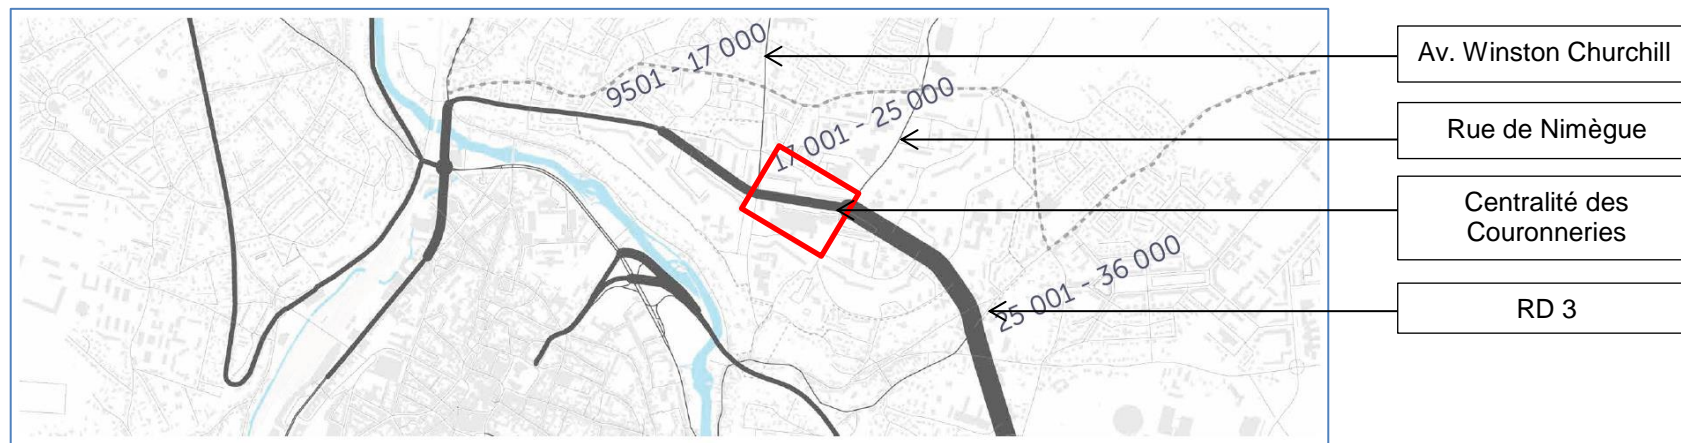 9501 - 17 000
17 001 - 25 000
25 001 - 36 000
Av. Winston Churchill
Rue de Nimègue
Centralité des
Couronneries
RD 3